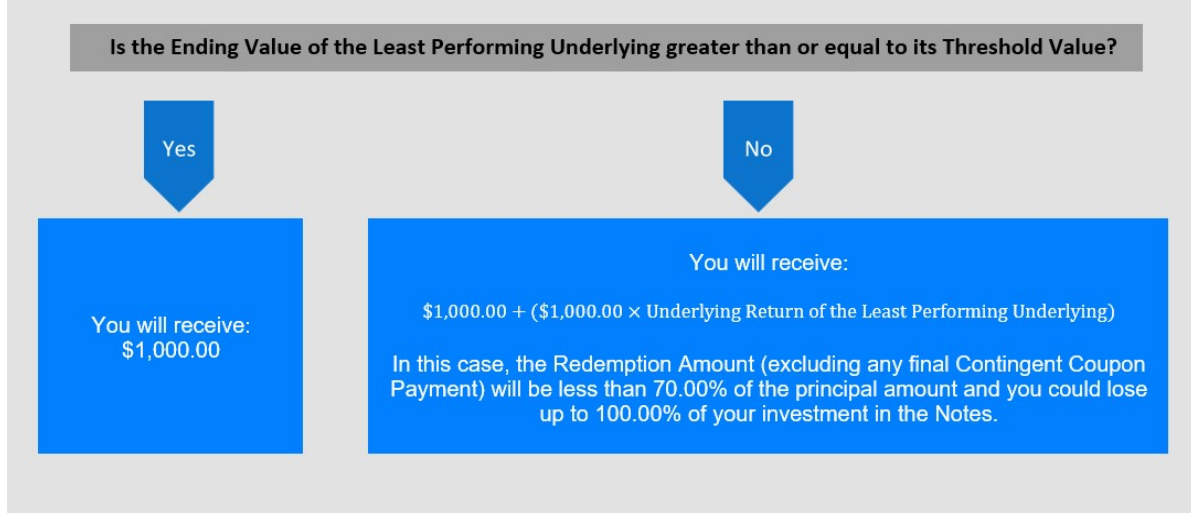 Is the Ending Value of the Least Performing Underlying greater than or equal to its Threshold Value?
Yes
No
You will receive:
$1,000.00
You will receive:
$1,000.00 + ($1,000.00 × Underlying Return of the Least Performing Underlying)
In this case, the Redemption Amount (excluding any final Contingent Coupon
Payment) will be less than 70.00% of the principal amount and you could lose
up to 100.00% of your investment in the Notes.